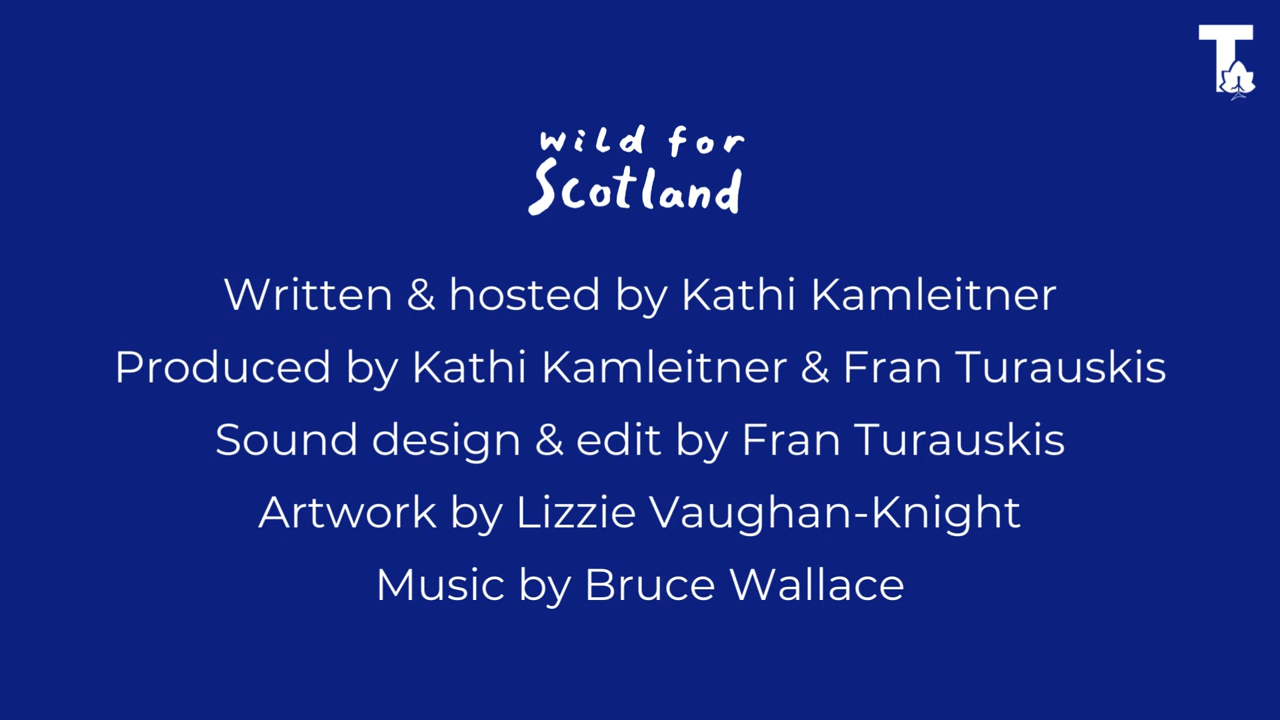 T
wild for
Scotland
Written & hosted by Kathi Kamleitner
Produced by Kathi Kamleitner & Fran Turauskis
Sound design & edit by Fran Turauskis
Artwork by Lizzie Vaughan-Knight
Music by Bruce Wallace